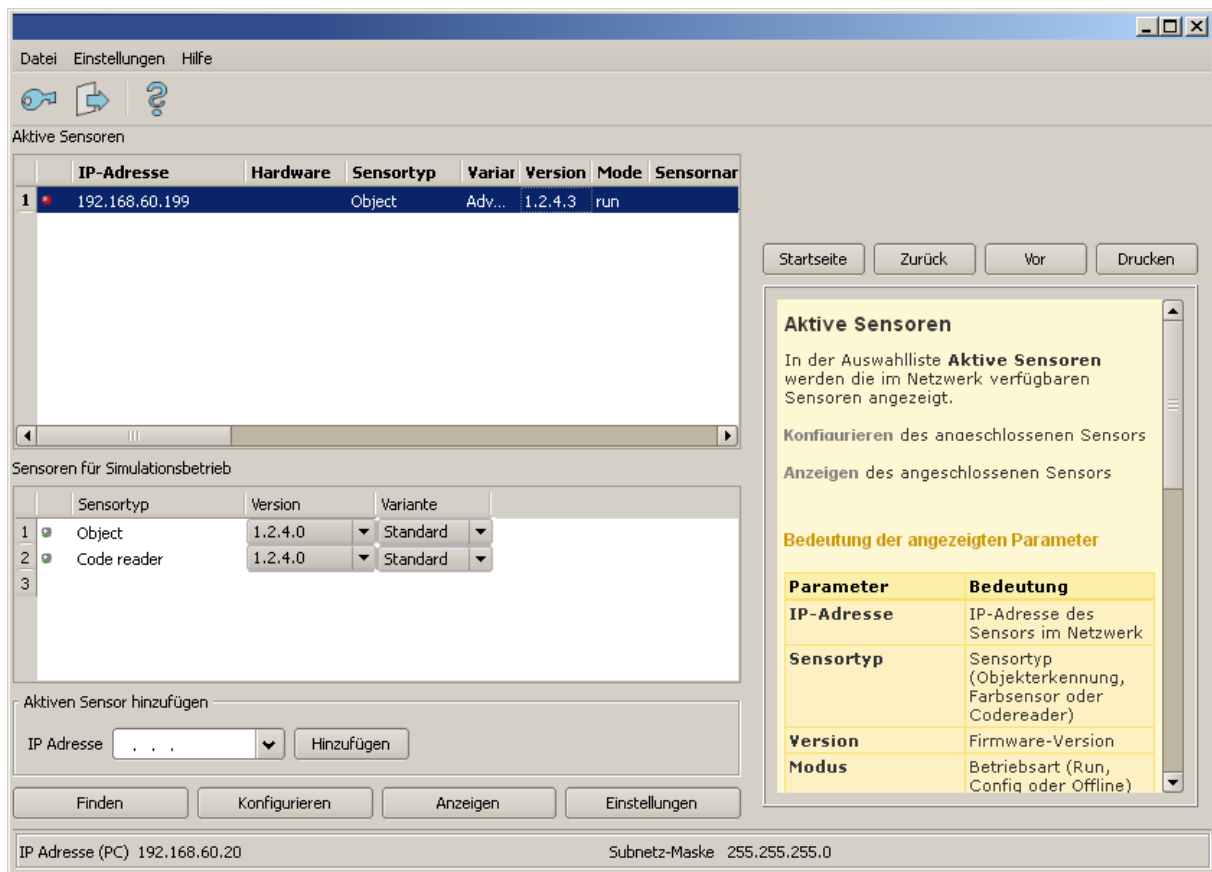 Datei Einstellungen Hilfe
Aktive Sensoren
IP-Adresse Hardware Sensortyp Variar Version Mode Sensornar
1 192.168.60.199 Object Adv... 1.2.4.3 run
Sensoren für Simulationsbetrieb
Sensortyp Version Variante
1 Object 1.2.4.0 Standard
2 Code reader 1.2.4.0 Standard
3
Aktiven Sensor hinzufügen
IP Adresse . . . Hinzufügen
Finden Konfigurieren Anzeigen Einstellungen
Startseite Zurück Vor Drucken
Aktive Sensoren
In der Auswahlliste Aktive Sensoren
werden die im Netzwerk verfügbaren
Sensoren angezeigt.
Konfigurieren des angeschlossenen Sensors
Anzeigen des angeschlossenen Sensors
Bedeutung der angezeigten Parameter
Parameter Bedeutung
IP-Adresse IP-Adresse des
Sensors im Netzwerk
Sensortyp Sensortyp
(Objekterkennung,
Farbsensor oder
Codereader)
Version Firmware-Version
Modus Betriebsart (Run,
Config oder Offline)
IP Adresse (PC) 192.168.60.20 Subnetz-Maske 255.255.255.0